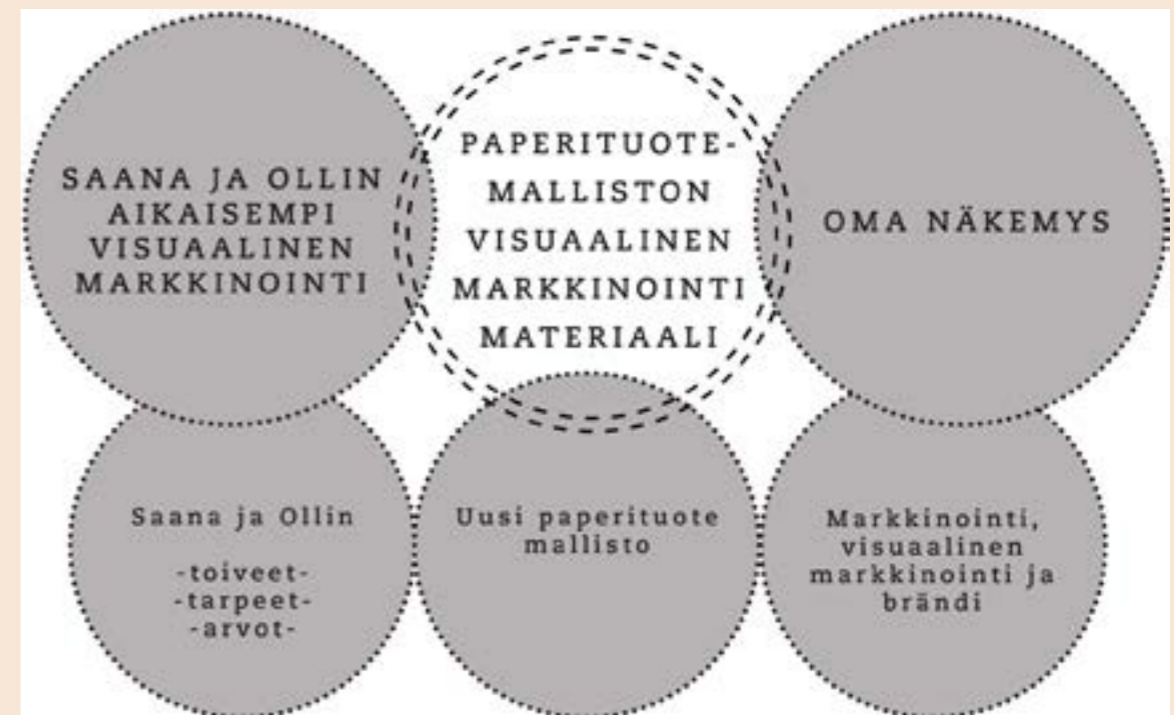 SAANA JA OLLIN
AIKAISEMPI
VISUAALINEN
MARKKINOINTI
PAPERITUOTE-
MALLISTON
VISUAALINEN
MARKKINOINTI
MATERIAALI
OMA NÄKEMYS
Saana ja Ollin
-toiveet-
-tarpeet-
-arvot-
Uusi paperituote
mallisto
Markkinointi,
visuaalinen
markkinointi ja
brändi